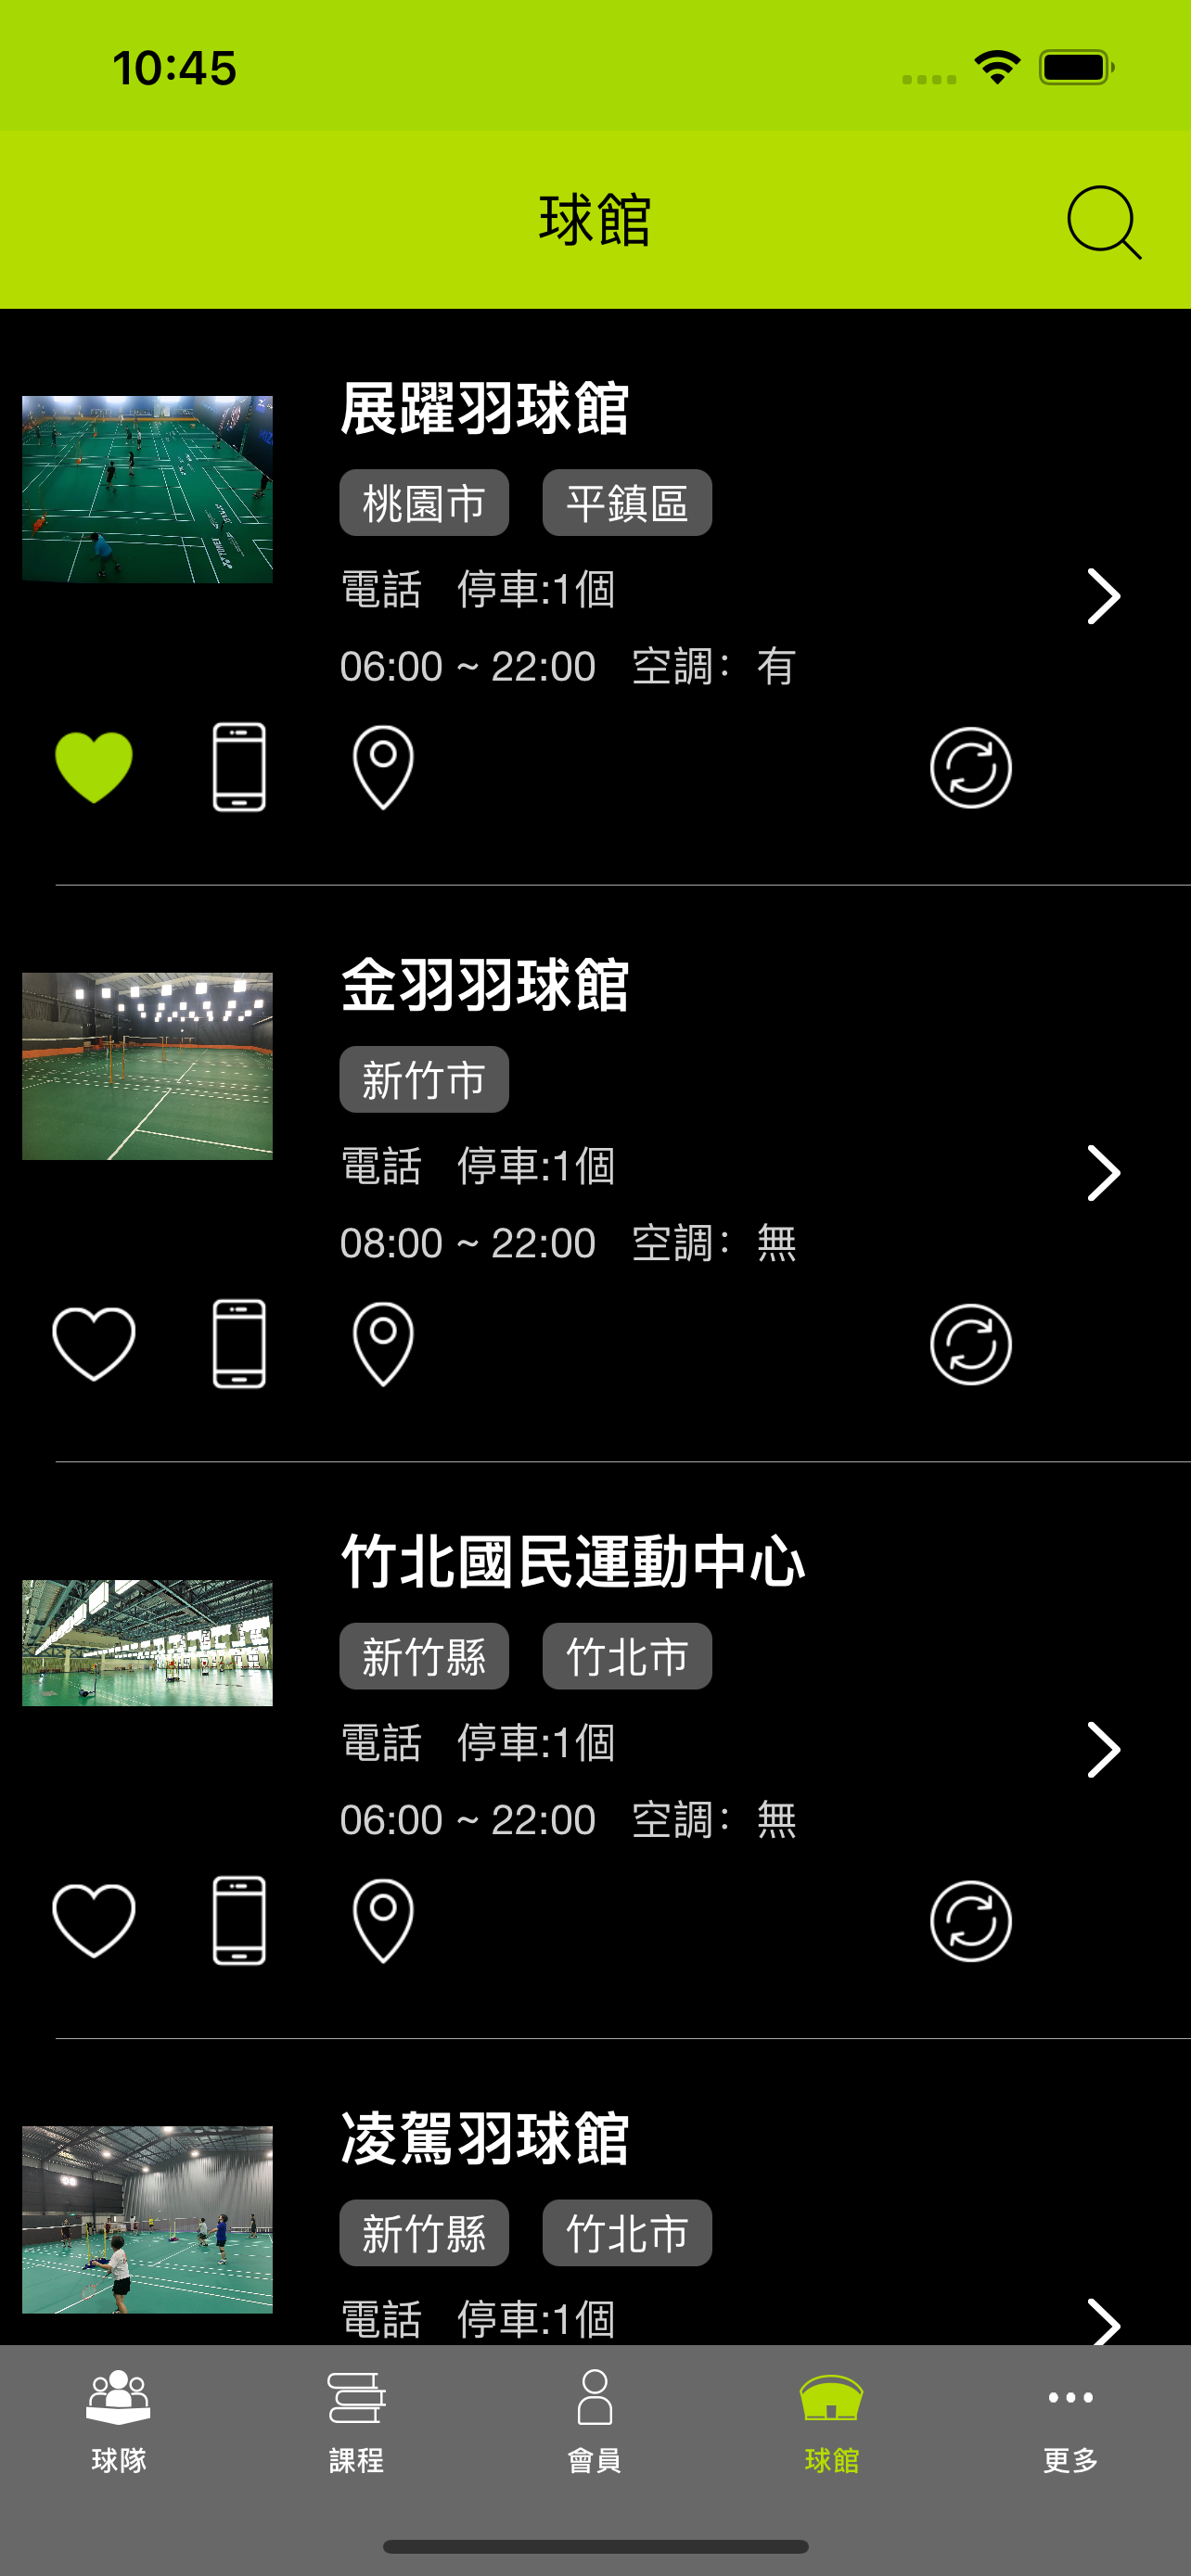 10:45
球館
展躍羽球館
桃園市 平鎮區
電話 停車:1個
06:00 ~ 22:00 空調：有
金羽羽球館
新竹市
電話 停車:1個
08:00 ~ 22:00 空調：無
竹北國民運動中心
新竹縣 竹北市
電話 停車:1個
06:00 ~ 22:00 空調：無
凌駕羽球館
新竹縣 竹北市
電話 停車:1個
球隊 課程 會員 球館 更多